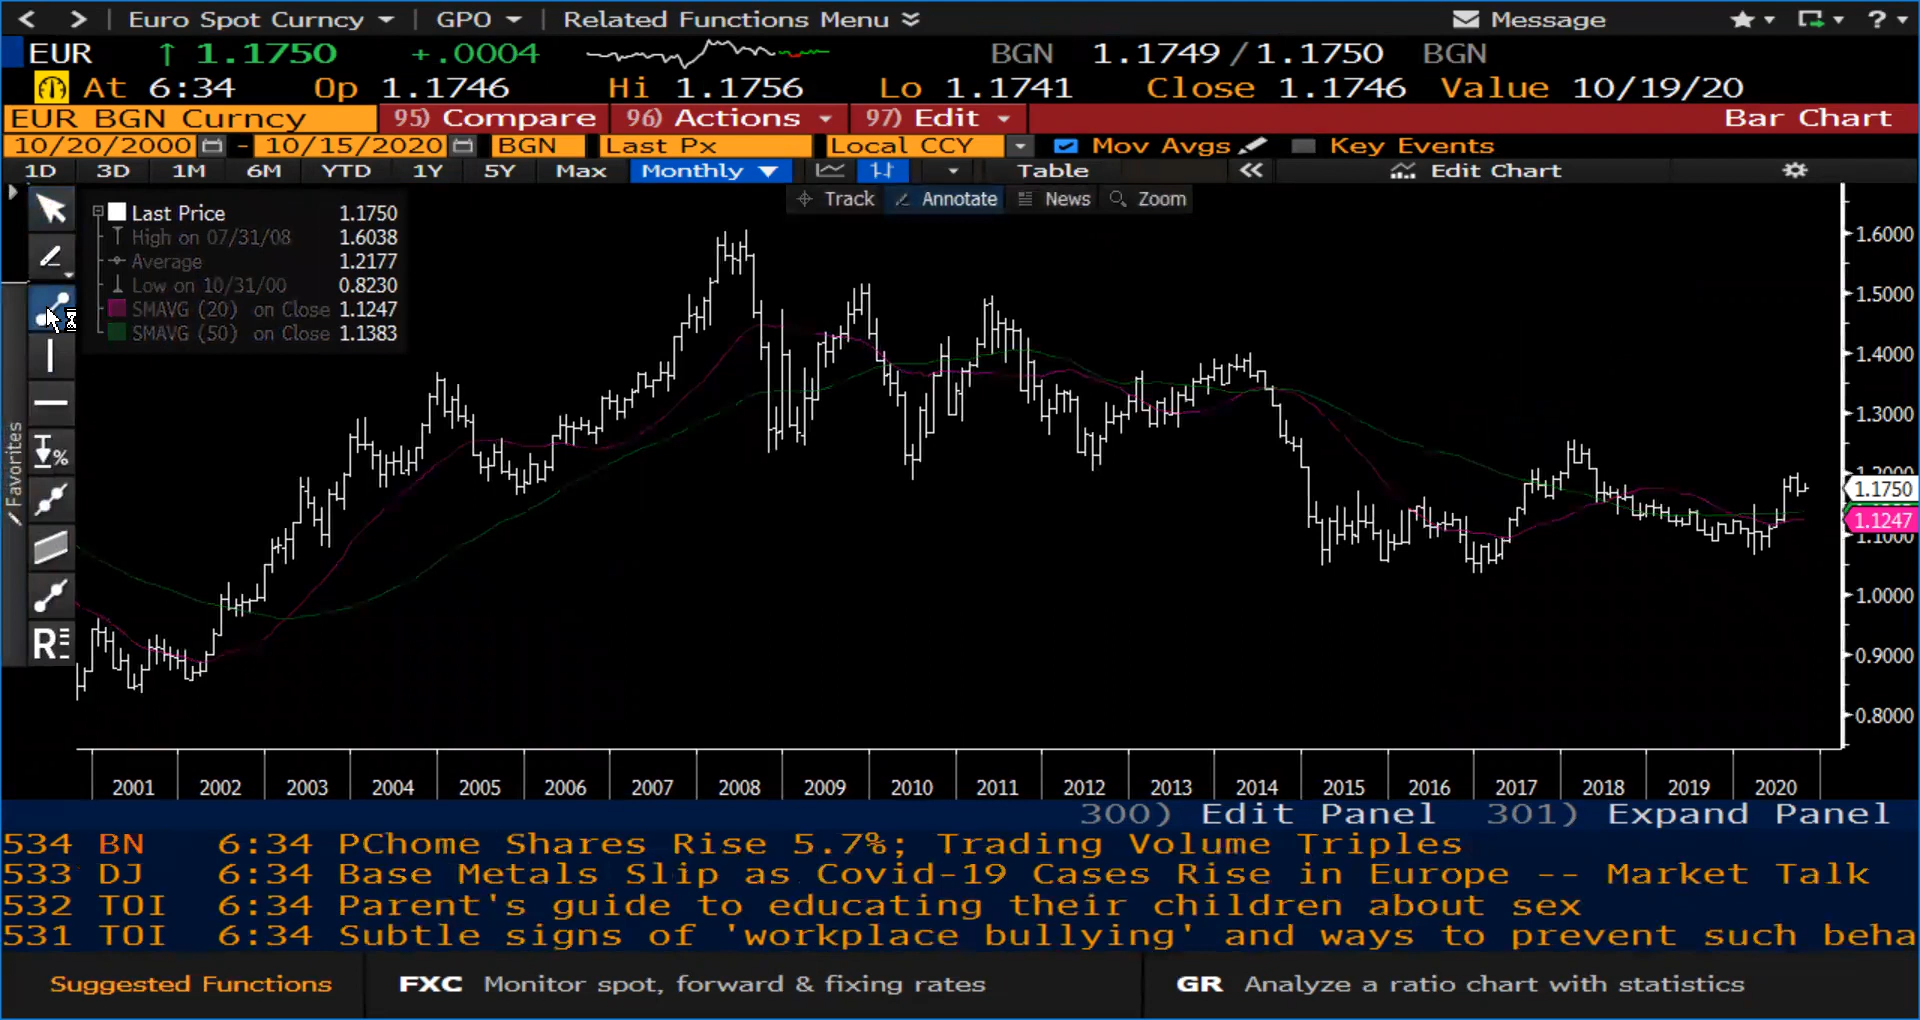 Euro Spot Curncy GPO Related Functions Menu Message ?
EUR ↑ 1.1750 +.0004 BGN 1.1749 / 1.1750 BGN
At 6:34 Op 1.1746 Hi 1.1756 Lo 1.1741 Close 1.1746 Value 10/19/20
EUR BGN Curncy 95) Compare 96) Actions 97) Edit Bar Chart
10/20/2000 - 10/15/2020 BGN Last Px Local CCY Mov Avgs Key Events
1D 3D 1M 6M YTD 1Y 5Y Max Monthly Table Edit Chart
Track Annotate News Zoom
Last Price 1.1750
High on 07/31/08 1.6038
Average 1.2177
Low on 10/31/00 0.8230
SMAVG (20) on Close 1.1247
SMAVG (50) on Close 1.1383
%
R
Favorites
1.6000
1.5000
1.4000
1.3000
1.2000
1.1750
1.1247
1.1000
1.0000
0.9000
0.8000
2001 2002 2003 2004 2005 2006 2007 2008 2009 2010 2011 2012 2013 2014 2015 2016 2017 2018 2019 2020
300) Edit Panel 301) Expand Panel
534 BN 6:34 PChome Shares Rise 5.7%; Trading Volume Triples
533 DJ 6:34 Base Metals Slip as Covid-19 Cases Rise in Europe -- Market Talk
532 TOI 6:34 Parent's guide to educating their children about sex
531 TOI 6:34 Subtle signs of 'workplace bullying' and ways to prevent such beha
Suggested Functions FXC Monitor spot, forward & fixing rates GR Analyze a ratio chart with statistics